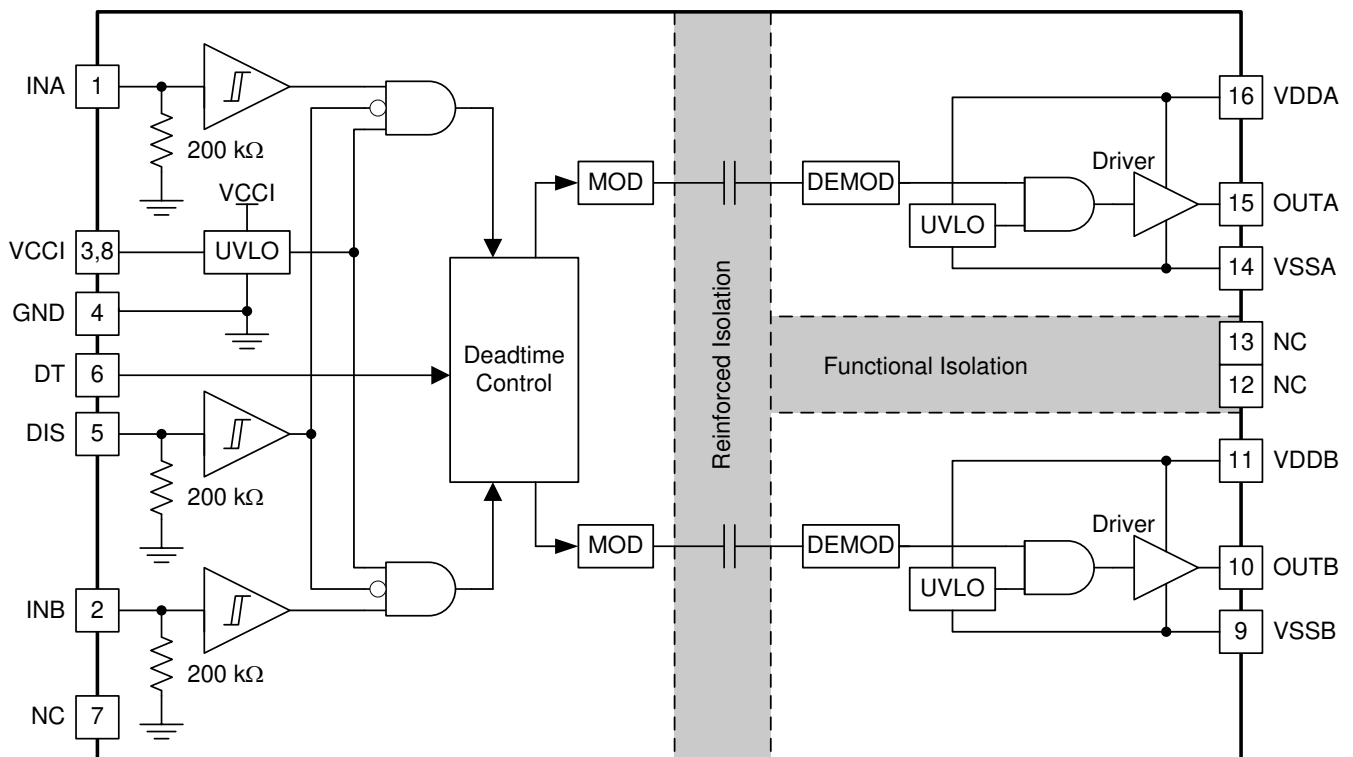 INA 1
200 kΩ
VCCI
VCCI 3,8 UVLO
GND 4
DT 6
DIS 5
200 kΩ
INB 2
200 kΩ
NC 7
Deadtime
Control
MOD
MOD
Reinforced Isolation
DEMOD
UVLO
Driver
16 VDDA
15 OUTA
14 VSSA
Functional Isolation
13 NC
12 NC
DEMOD
UVLO
Driver
11 VDDB
10 OUTB
9 VSSB